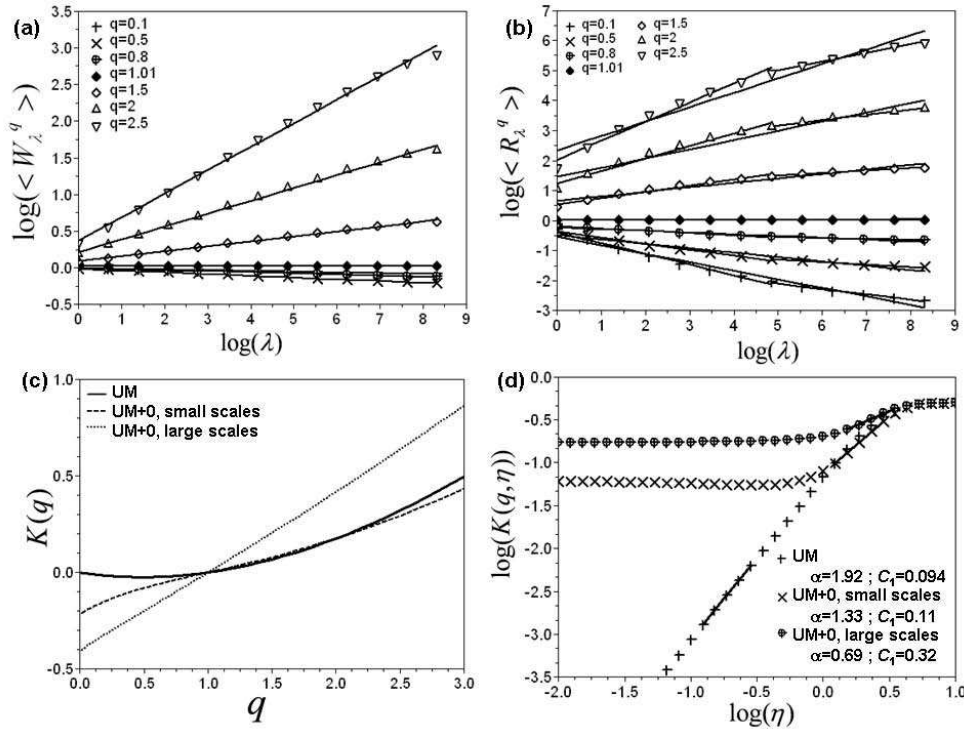 (a)
q=0.1
q=0.5
q=0.8
q=1.01
q=1.5
q=2
q=2.5
3.5
3.0
2.5
2.0
1.5
1.0
0.5
0.0
-0.5
log(< W_λ^q >)
0 1 2 3 4 5 6 7 8 9
log(λ)
(b)
q=0.1
q=0.5
q=0.8
q=1.01
q=1.5
q=2
q=2.5
7
6
5
4
3
2
1
0
-1
-2
-3
log(< R_λ^q >)
0 1 2 3 4 5 6 7 8 9
log(λ)
(c)
UM
UM+0, small scales
UM+0, large scales
1.0
0.5
0.0
-0.5
K(q)
0.0 0.5 1.0 1.5 2.0 2.5 3.0
q
(d)
0.0
-0.5
-1.0
-1.5
-2.0
-2.5
-3.0
-3.5
log(K(q,η))
UM
α=1.92 ; C₁=0.094
UM+0, small scales
α=1.33 ; C₁=0.11
UM+0, large scales
α=0.69 ; C₁=0.32
-2.0 -1.5 -1.0 -0.5 0.0 0.5 1.0
log(η)